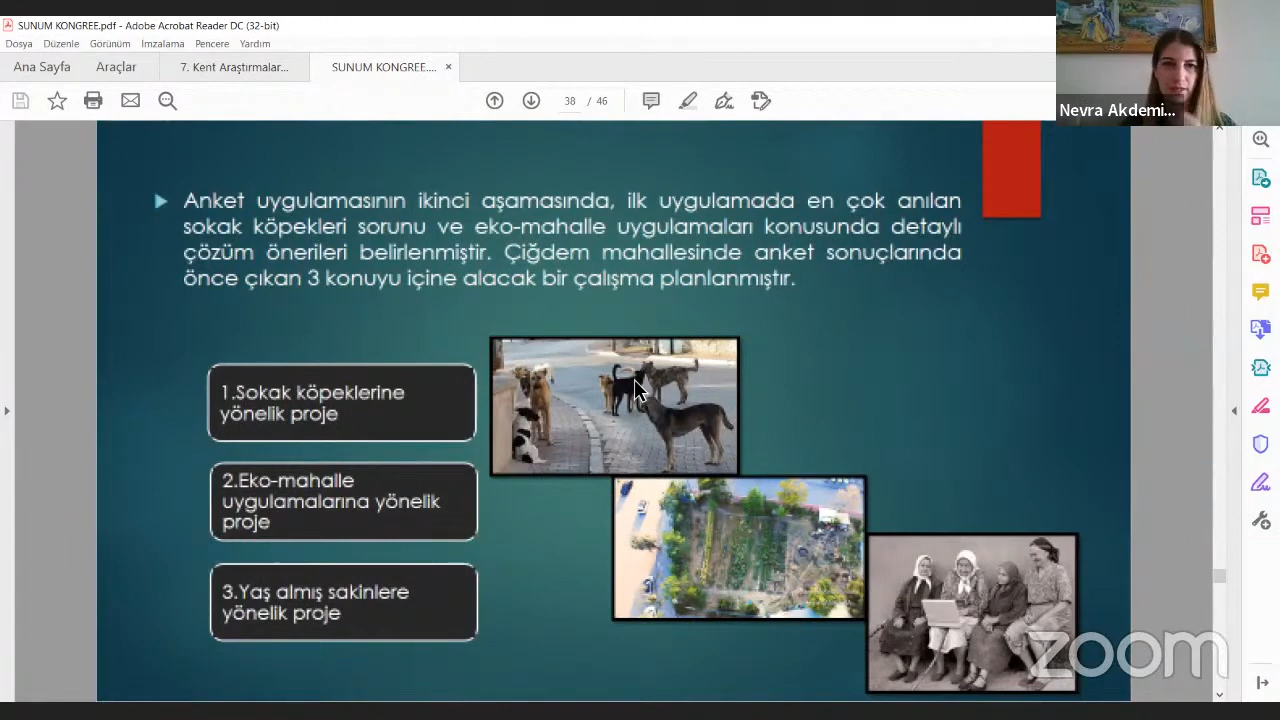 SUNUM KONGREE.pdf - Adobe Acrobat Reader DC (32-bit)
Dosya Düzenle Görünüm İmzalama Pencere Yardım
Ana Sayfa Araçlar 7. Kent Araştırmalar... SUNUM KONGREE.... ×
38 / 46
Nevra Akdemi...
Anket uygulamasının ikinci aşamasında, ilk uygulamada en çok anılan
sokak köpekleri sorunu ve eko-mahalle uygulamaları konusunda detaylı
çözüm önerileri belirlenmiştir. Çiğdem mahallesinde anket sonuçlarında
önce çıkan 3 konuyu içine alacak bir çalışma planlanmıştır.
1.Sokak köpeklerine
yönelik proje
2.Eko-mahalle
uygulamalarına yönelik
proje
3.Yaş almış sakinlere
yönelik proje
zoom